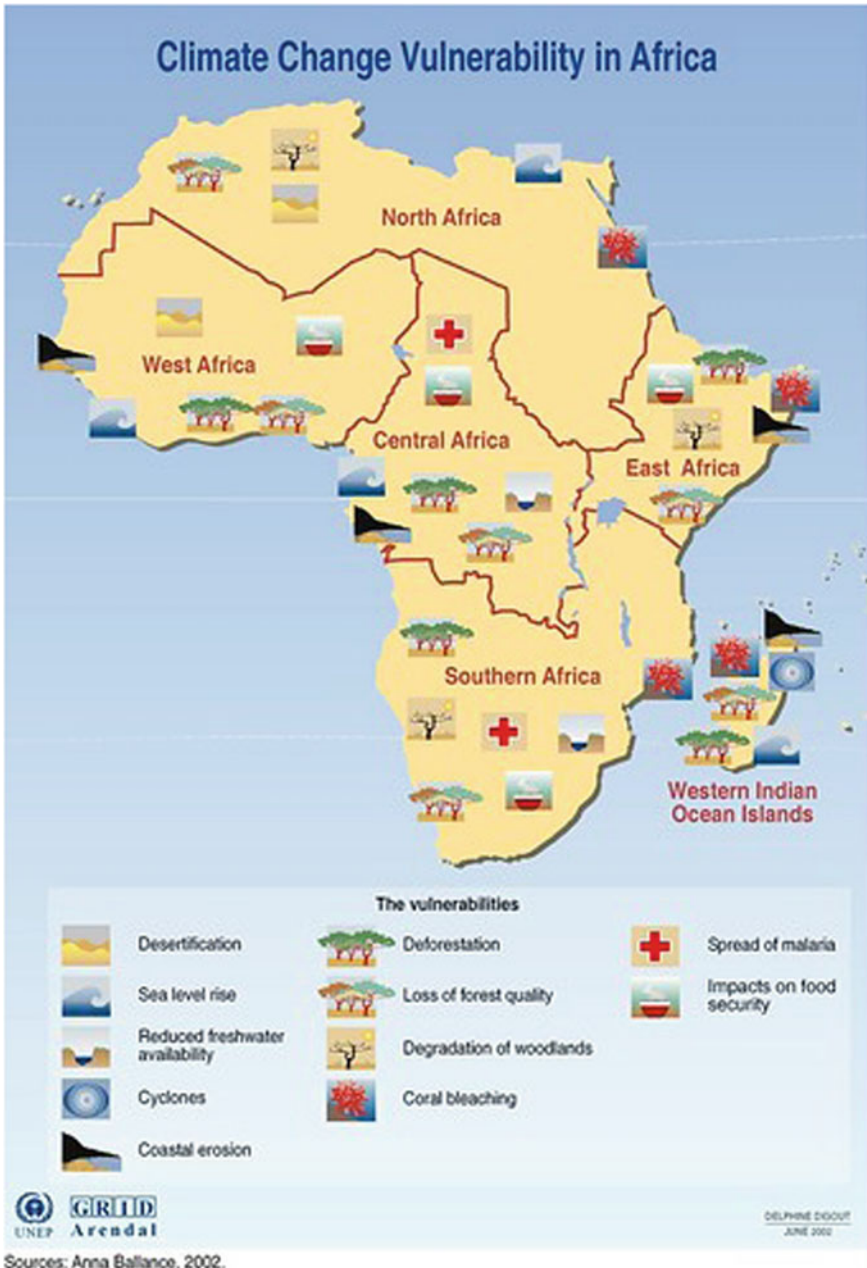 Climate Change Vulnerability in Africa
North Africa
West Africa
Central Africa
East Africa
Southern Africa
Western Indian
Ocean Islands
The vulnerabilities
Desertification
Sea level rise
Reduced freshwater
availability
Cyclones
Coastal erosion
Deforestation
Loss of forest quality
Degradation of woodlands
Coral bleaching
Spread of malaria
Impacts on food
security
UNEP
GRID
Arendal
DELPHINE DIGOUT
JUNE 2002
Sources: Anna Ballance, 2002.